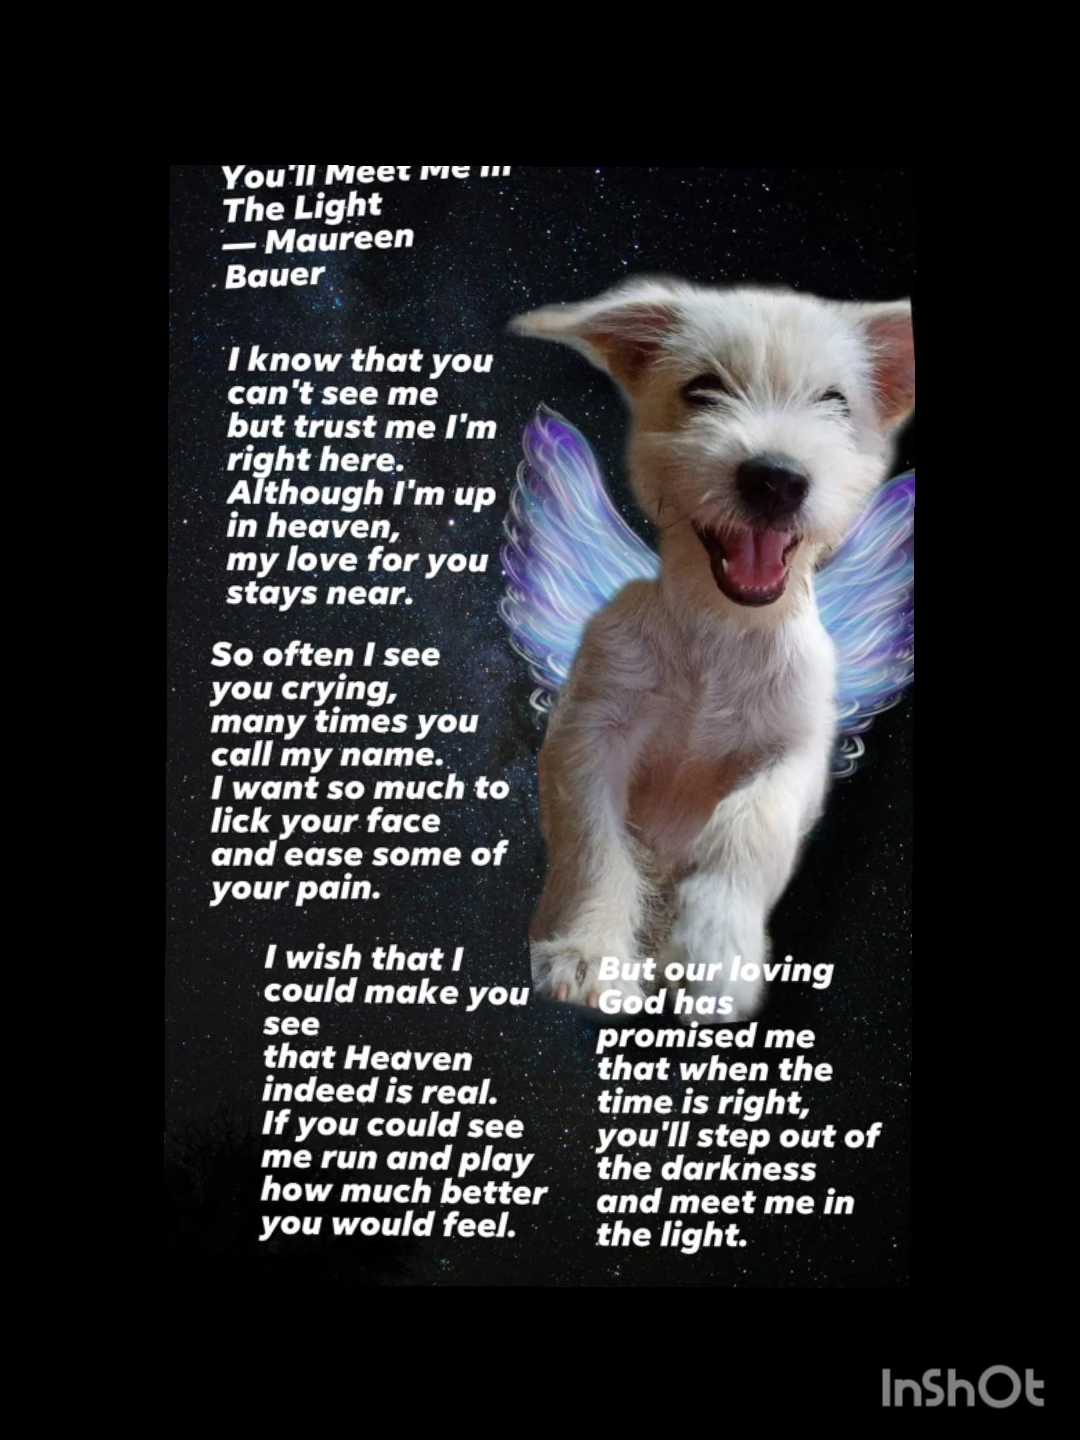 You'll Meet Me in
The Light
— Maureen
Bauer
I know that you
can't see me
but trust me I'm
right here.
Although I'm up
in heaven,
my love for you
stays near.
So often I see
you crying,
many times you
call my name.
I want so much to
lick your face
and ease some of
your pain.
I wish that I
could make you
see
that Heaven
indeed is real.
If you could see
me run and play
how much better
you would feel.
But our loving
God has
promised me
that when the
time is right,
you'll step out of
the darkness
and meet me in
the light.
InShOt